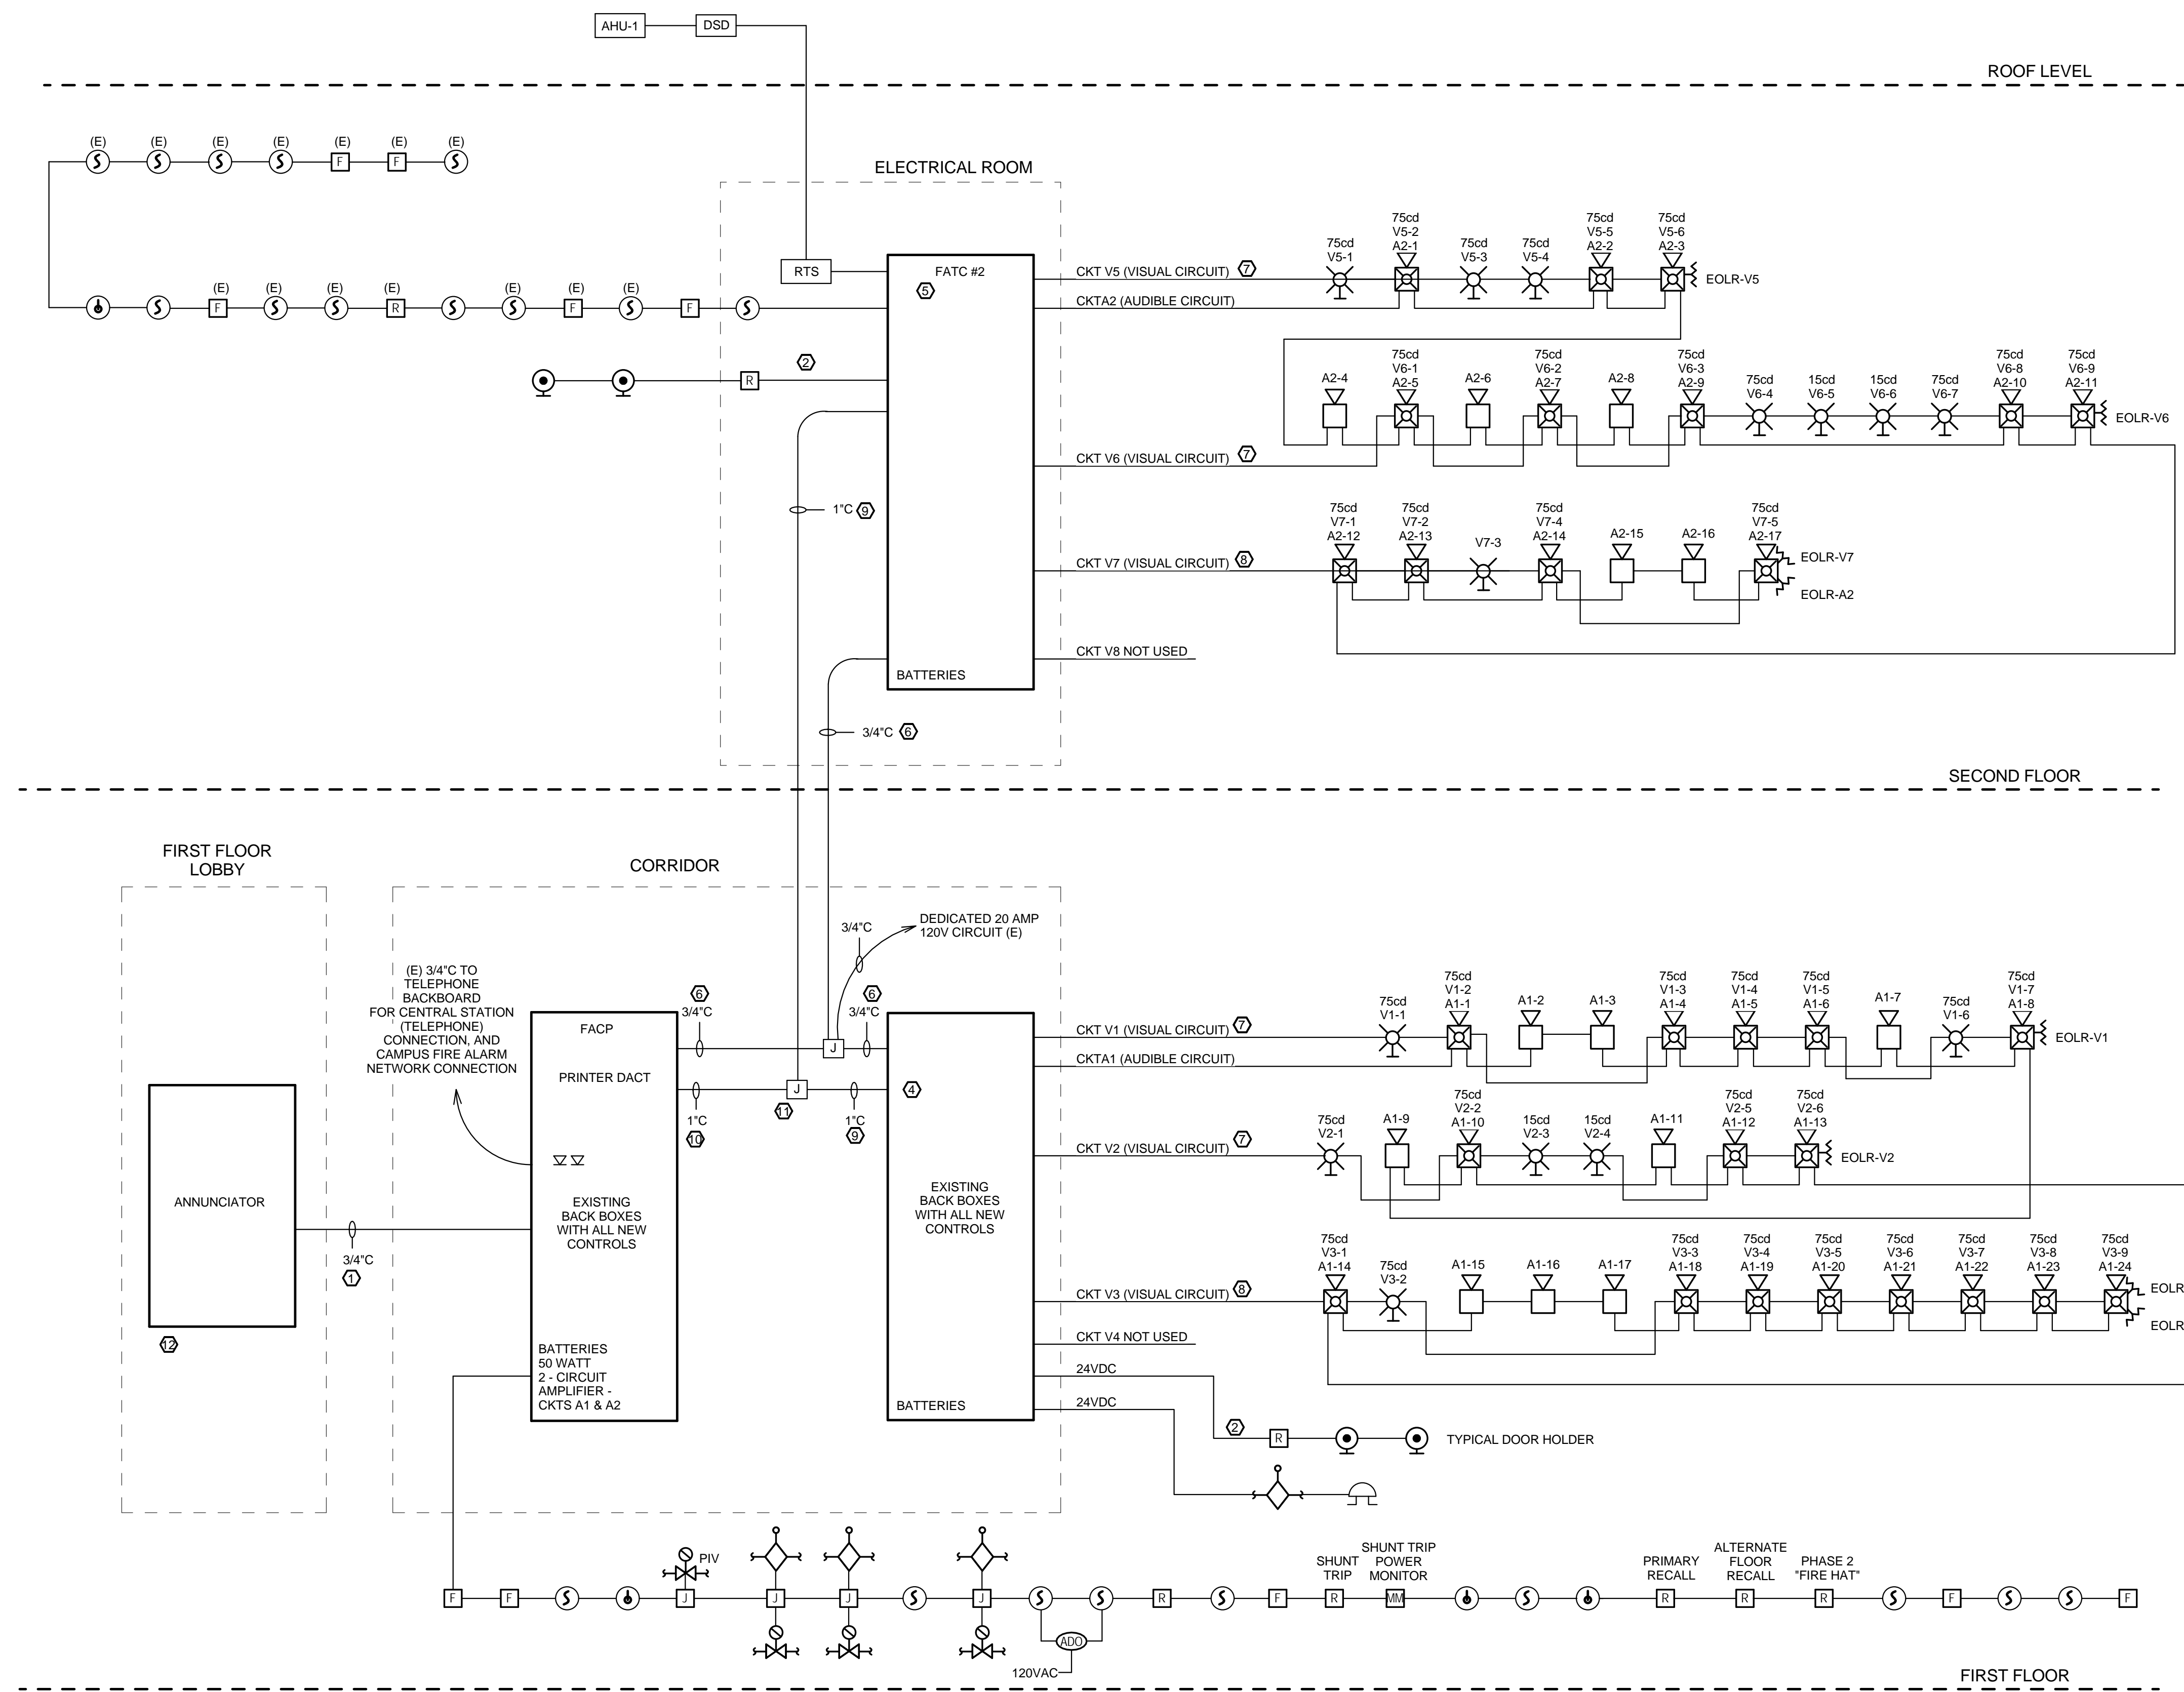 AHU-1
DSD
ROOF LEVEL
(E) (E) (E) (E) (E) (E) (E)
F F
ELECTRICAL ROOM
RTS
FATC #2
5
(E) (E) (E) (E) (E) (E) (E)
F R F F
2
R
1"C 9
BATTERIES
3/4"C 6
CKT V5 (VISUAL CIRCUIT) 7
CKTA2 (AUDIBLE CIRCUIT)
75cd
V5-1
75cd
V5-2
A2-1
75cd
V5-3
75cd
V5-4
75cd
V5-5
A2-2
75cd
V5-6
A2-3
EOLR-V5
A2-4
75cd
V6-1
A2-5
A2-6
75cd
V6-2
A2-7
A2-8
75cd
V6-3
A2-9
75cd
V6-4
15cd
V6-5
15cd
V6-6
75cd
V6-7
75cd
V6-8
A2-10
75cd
V6-9
A2-11
EOLR-V6
CKT V6 (VISUAL CIRCUIT) 7
75cd
V7-1
A2-12
75cd
V7-2
A2-13
V7-3
75cd
V7-4
A2-14
A2-15
A2-16
75cd
V7-5
A2-17
EOLR-V7
EOLR-A2
CKT V7 (VISUAL CIRCUIT) 8
CKT V8 NOT USED
SECOND FLOOR
FIRST FLOOR
LOBBY
CORRIDOR
ANNUNCIATOR
12
3/4"C
1
(E) 3/4"C TO
TELEPHONE
BACKBOARD
FOR CENTRAL STATION
(TELEPHONE)
CONNECTION, AND
CAMPUS FIRE ALARM
NETWORK CONNECTION
FACP
PRINTER DACT
EXISTING
BACK BOXES
WITH ALL NEW
CONTROLS
BATTERIES
50 WATT
2 - CIRCUIT
AMPLIFIER -
CKTS A1 & A2
6
3/4"C
1"C
10
J
J
11
3/4"C
DEDICATED 20 AMP
120V CIRCUIT (E)
6
3/4"C
1"C
9
4
EXISTING
BACK BOXES
WITH ALL NEW
CONTROLS
BATTERIES
CKT V1 (VISUAL CIRCUIT) 7
CKTA1 (AUDIBLE CIRCUIT)
75cd
V1-1
75cd
V1-2
A1-1
A1-2
A1-3
75cd
V1-3
A1-4
75cd
V1-4
A1-5
75cd
V1-5
A1-6
A1-7
75cd
V1-6
75cd
V1-7
A1-8
EOLR-V1
CKT V2 (VISUAL CIRCUIT) 7
75cd
V2-1
A1-9
75cd
V2-2
A1-10
15cd
V2-3
15cd
V2-4
A1-11
75cd
V2-5
A1-12
75cd
V2-6
A1-13
EOLR-V2
CKT V3 (VISUAL CIRCUIT) 8
75cd
V3-1
A1-14
75cd
V3-2
A1-15
A1-16
A1-17
75cd
V3-3
A1-18
75cd
V3-4
A1-19
75cd
V3-5
A1-20
75cd
V3-6
A1-21
75cd
V3-7
A1-22
75cd
V3-8
A1-23
75cd
V3-9
A1-24
EOLR
EOLR
CKT V4 NOT USED
24VDC
24VDC
2
R
TYPICAL DOOR HOLDER
PIV
F F J J J J R F R MM R R R F F
ADO
120VAC
SHUNT
TRIP
SHUNT TRIP
POWER
MONITOR
PRIMARY
RECALL
ALTERNATE
FLOOR
RECALL
PHASE 2
"FIRE HAT"
FIRST FLOOR